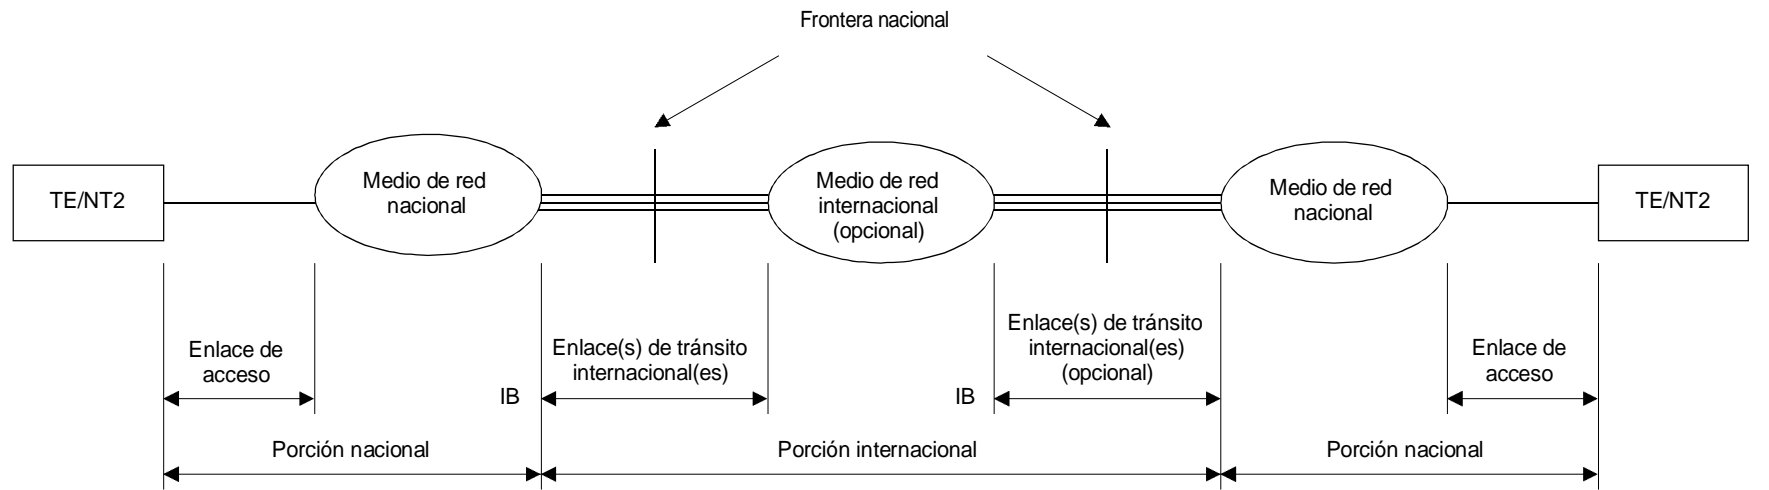 Frontera nacional
TE/NT2
Medio de red
nacional
Medio de red
internacional
(opcional)
Medio de red
nacional
TE/NT2
Enlace de
acceso
IB
Enlace(s) de tránsito
internacional(es)
IB
Enlace(s) de tránsito
internacional(es)
(opcional)
Enlace de
acceso
Porción nacional
Porción internacional
Porción nacional